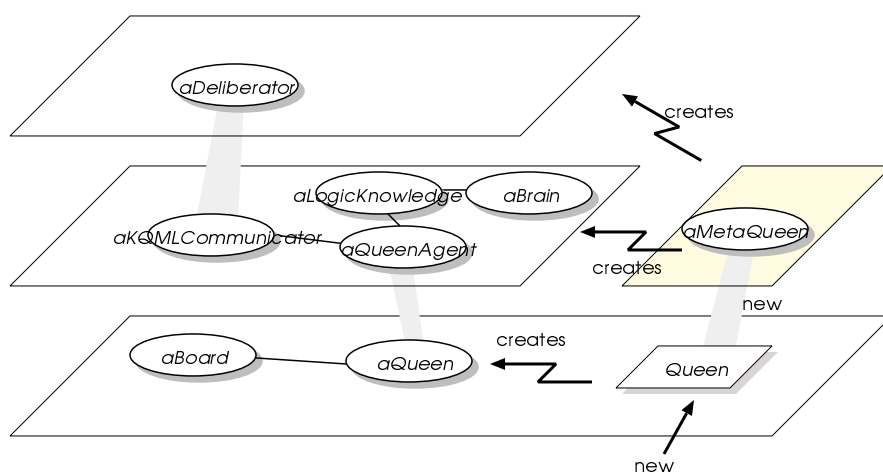 aDeliberator
creates
aLogicKnowledge
aBrain
aKQMLCommunicator
aQueenAgent
aMetaQueen
creates
new
creates
aBoard
aQueen
Queen
new